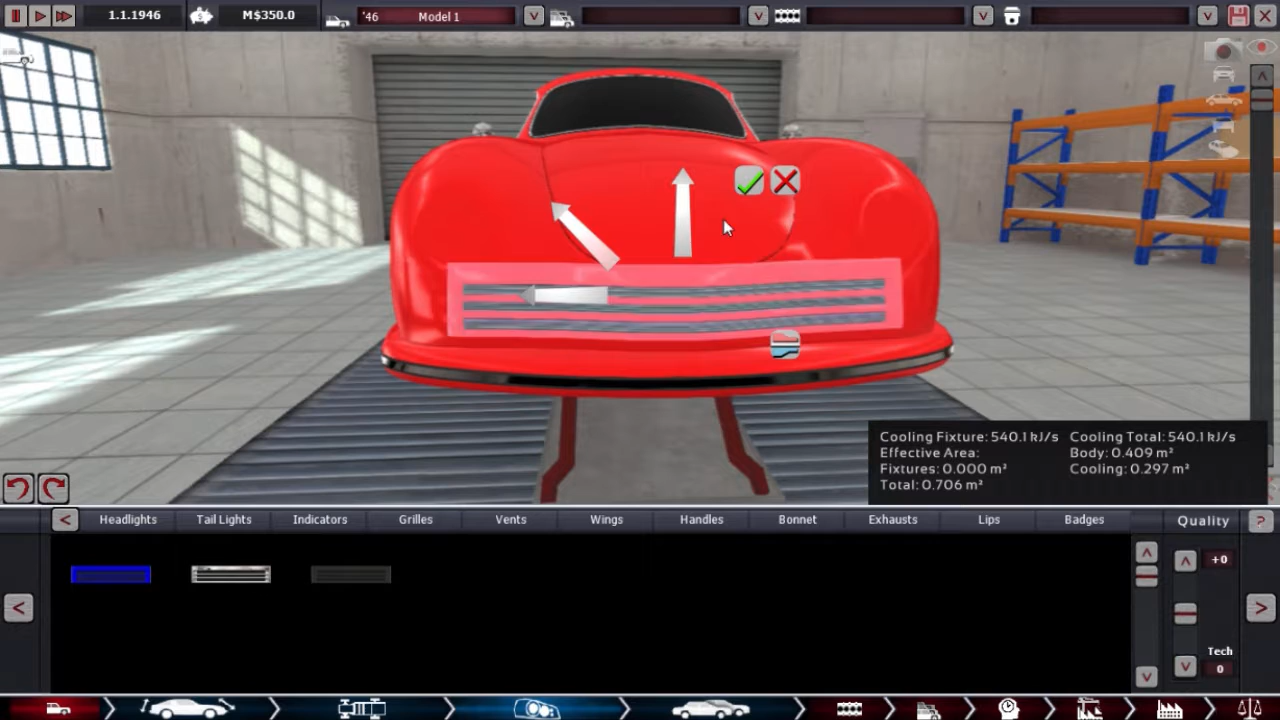 1.1.1946
M$350.0
'46 Model 1
Cooling Fixture: 540.1 kJ/s Cooling Total: 540.1 kJ/s
Effective Area: Body: 0.409 m²
Fixtures: 0.000 m² Cooling: 0.297 m²
Total: 0.706 m²
< Headlights Tail Lights Indicators Grilles Vents Wings Handles Bonnet Exhausts Lips Badges Quality ?
+0
< >
Tech
0